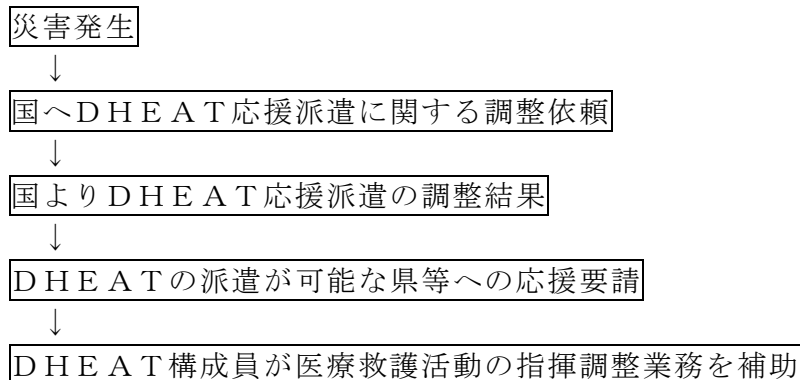 災害発生
↓
国へDHEAT応援派遣に関する調整依頼
↓
国よりDHEAT応援派遣の調整結果
↓
DHEATの派遣が可能な県等への応援要請
↓
DHEAT構成員が医療救護活動の指揮調整業務を補助